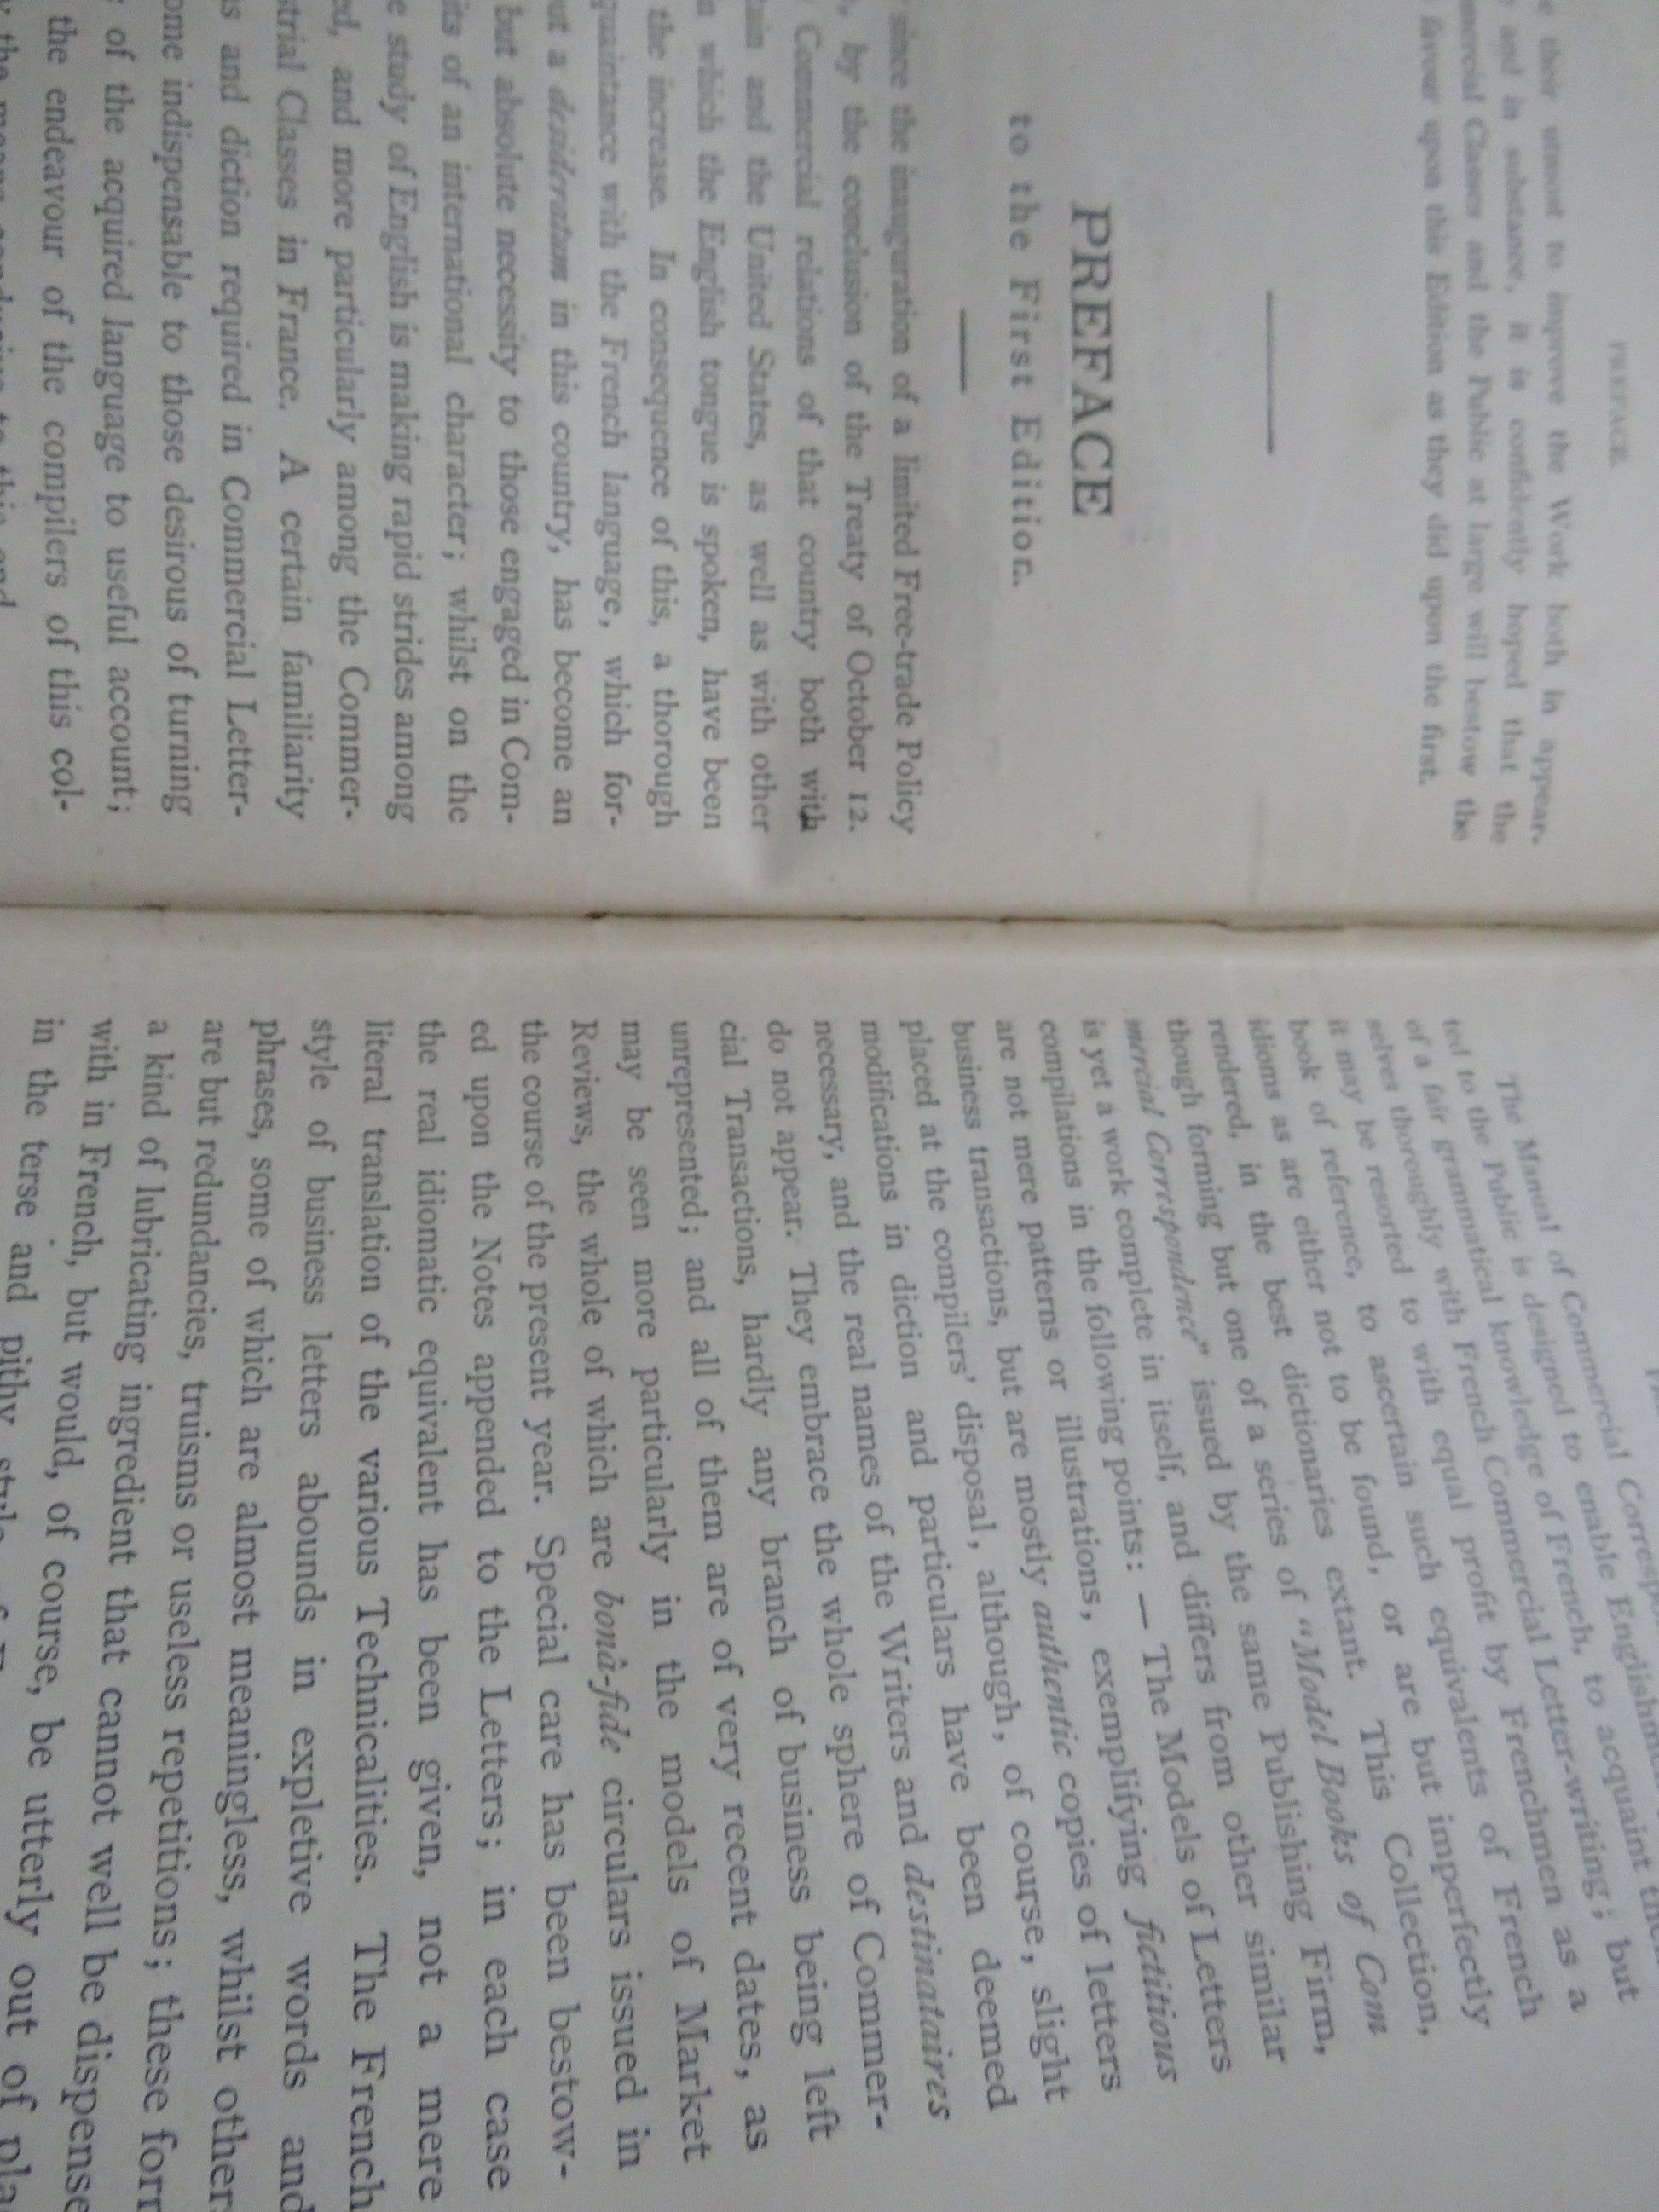 PREFACE.
e their utmost to improve the Work both in appear-
, and in substance, it is confidently hoped that the
mercial Classes and the Public at large will bestow the
favour upon this Edition as they did upon the first.
PREFACE
to the First Edition.
since the inauguration of a limited Free-trade Policy
, by the conclusion of the Treaty of October 12.
Commercial relations of that country both with
ain and the United States, as well as with other
n which the English tongue is spoken, have been
the increase. In consequence of this, a thorough
quaintance with the French language, which for-
ut a desideratum in this country, has become an
but absolute necessity to those engaged in Com-
its of an international character; whilst on the
e study of English is making rapid strides among
ed, and more particularly among the Commer-
strial Classes in France. A certain familiarity
s and diction required in Commercial Letter-
ome indispensable to those desirous of turning
of the acquired language to useful account;
the endeavour of the compilers of this col-
The Manual of Commercial Corresp
ted to the Public is designed to enable Englishmen
of a fair grammatical knowledge of French, to acquaint them
selves thoroughly with French Commercial Letter-writing; but
it may be resorted to with equal profit by Frenchmen as a
book of reference, to ascertain such equivalents of French
idioms as are either not to be found, or are but imperfectly
rendered, in the best dictionaries extant. This Collection,
though forming but one of a series of "Model Books of Com
mercial Correspondence" issued by the same Publishing Firm,
is yet a work complete in itself, and differs from other similar
compilations in the following points: — The Models of Letters
are not mere patterns or illustrations, exemplifying fictitious
business transactions, but are mostly authentic copies of letters
placed at the compilers' disposal, although, of course, slight
modifications in diction and particulars have been deemed
necessary, and the real names of the Writers and destinataires
do not appear. They embrace the whole sphere of Commer-
cial Transactions, hardly any branch of business being left
unrepresented; and all of them are of very recent dates, as
may be seen more particularly in the models of Market
Reviews, the whole of which are bonâ-fide circulars issued in
the course of the present year. Special care has been bestow-
ed upon the Notes appended to the Letters; in each case
the real idiomatic equivalent has been given, not a mere
literal translation of the various Technicalities. The French
style of business letters abounds in expletive words and
phrases, some of which are almost meaningless, whilst others
are but redundancies, truisms or useless repetitions; these form
a kind of lubricating ingredient that cannot well be dispense
with in French, but would, of course, be utterly out of pla
in the terse and pithy style